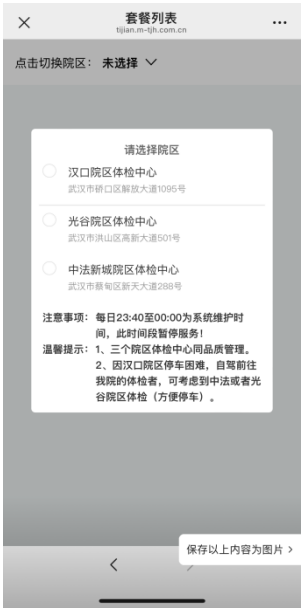 套餐列表
tijian.m-tjh.com.cn
点击切换院区： 未选择
请选择院区
汉口院区体检中心
武汉市硚口区解放大道1095号
光谷院区体检中心
武汉市洪山区高新大道501号
中法新城院区体检中心
武汉市蔡甸区新天大道288号
注意事项： 每日23:40至00:00为系统维护时
间，此时间段暂停服务！
温馨提示： 1、三个院区体检中心同品质管理。
2、因汉口院区停车困难，自驾前往
我院的体检者，可考虑到中法或者光
谷院区体检（方便停车）。
保存以上内容为图片